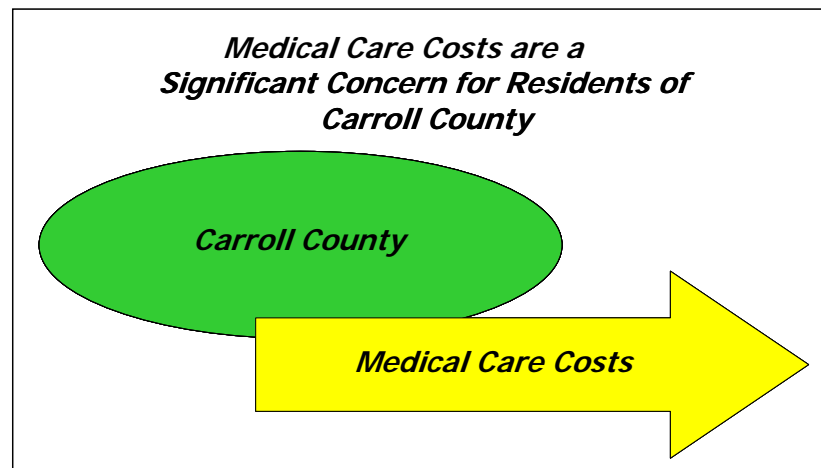 Medical Care Costs are a
Significant Concern for Residents of
Carroll County
Carroll County
Medical Care Costs